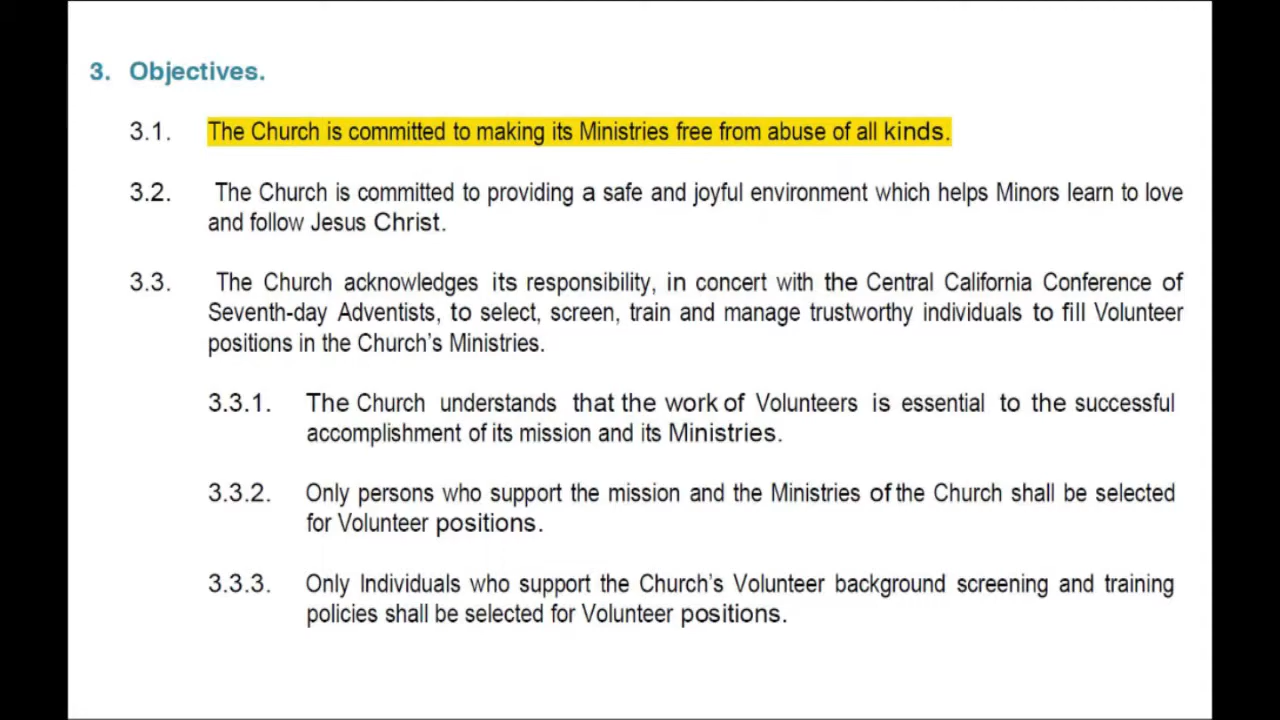 3. Objectives.
3.1. The Church is committed to making its Ministries free from abuse of all kinds.
3.2. The Church is committed to providing a safe and joyful environment which helps Minors learn to love
and follow Jesus Christ.
3.3. The Church acknowledges its responsibility, in concert with the Central California Conference of
Seventh-day Adventists, to select, screen, train and manage trustworthy individuals to fill Volunteer
positions in the Church's Ministries.
3.3.1. The Church understands that the work of Volunteers is essential to the successful
accomplishment of its mission and its Ministries.
3.3.2. Only persons who support the mission and the Ministries of the Church shall be selected
for Volunteer positions.
3.3.3. Only Individuals who support the Church's Volunteer background screening and training
policies shall be selected for Volunteer positions.